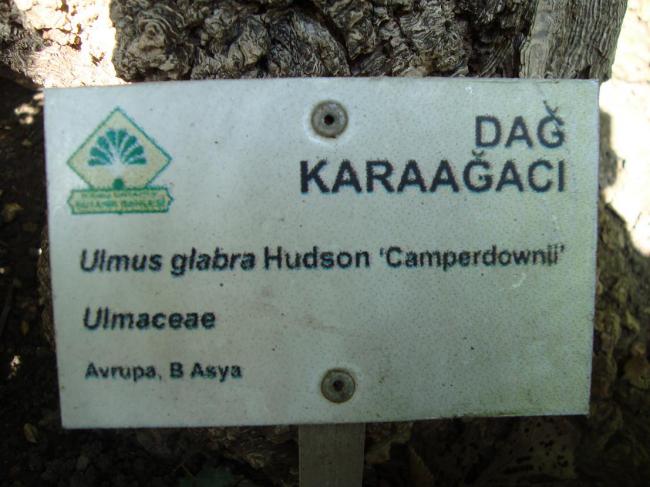 DAĞ
KARAAĞACI
Ulmus glabra Hudson 'Camperdownii'
Ulmaceae
Avrupa, B Asya